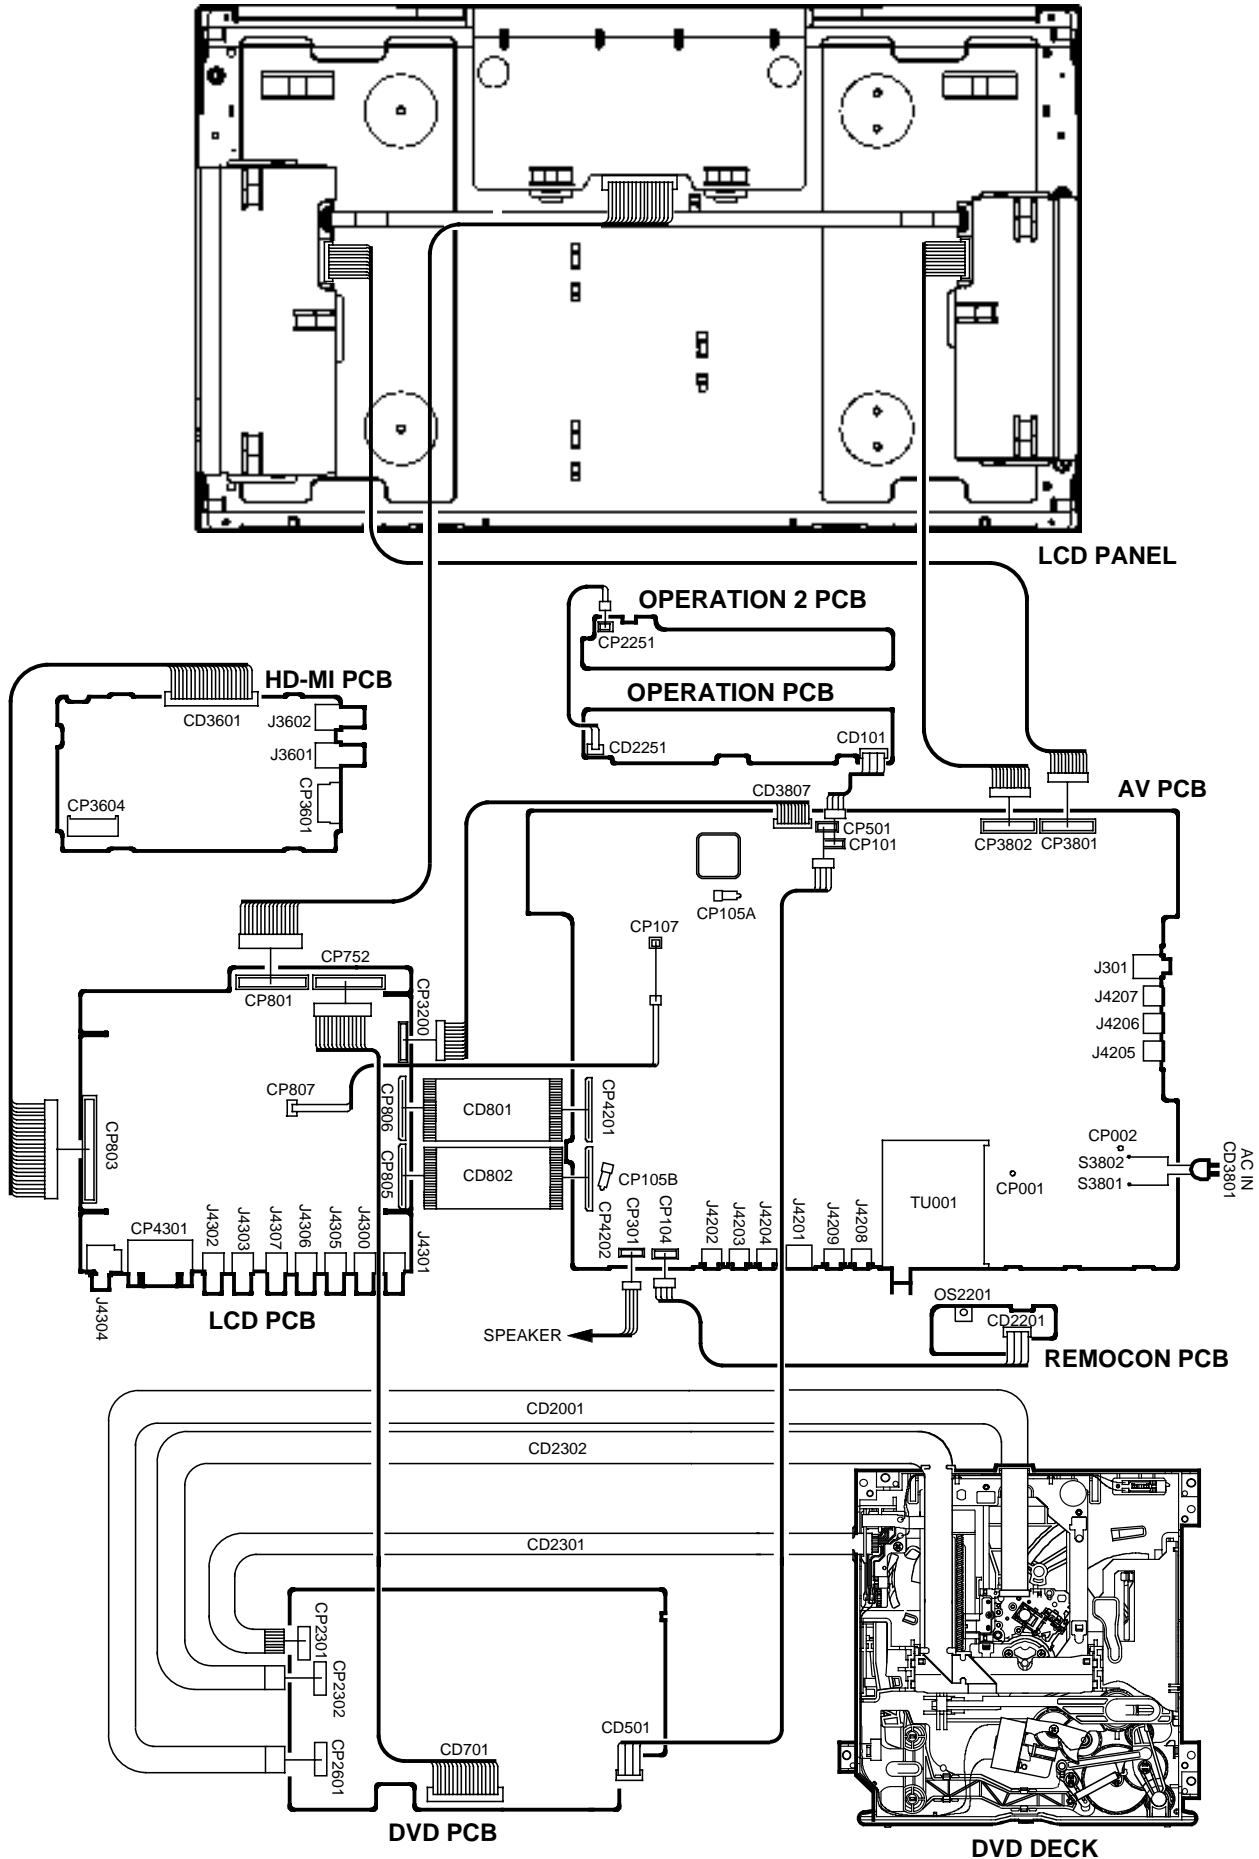 LCD PANEL
OPERATION 2 PCB
CP2251
HD-MI PCB
OPERATION PCB
CD3601
J3602
J3601
CP3601
CP3604
CD2251
CD101
CD3807
AV PCB
CP501
CP101
CP3802
CP3801
CP105A
CP107
CP752
CP801
CP3200
J301
J4207
J4206
J4205
CP807
CP806
CD801
CP4201
CP803
CP805
CD802
CP105B
CP4202
CP301
CP104
J4202
J4203
J4204
J4201
J4209
J4208
TU001
CP001
CP002
S3802
S3801
AC IN
CD3801
CP4301
J4302
J4303
J4307
J4306
J4305
J4300
J4301
J4304
LCD PCB
SPEAKER
OS2201
CD2201
REMOCON PCB
CD2001
CD2302
CD2301
CP2301
CP2302
CP2601
CD701
CD501
DVD PCB
DVD DECK